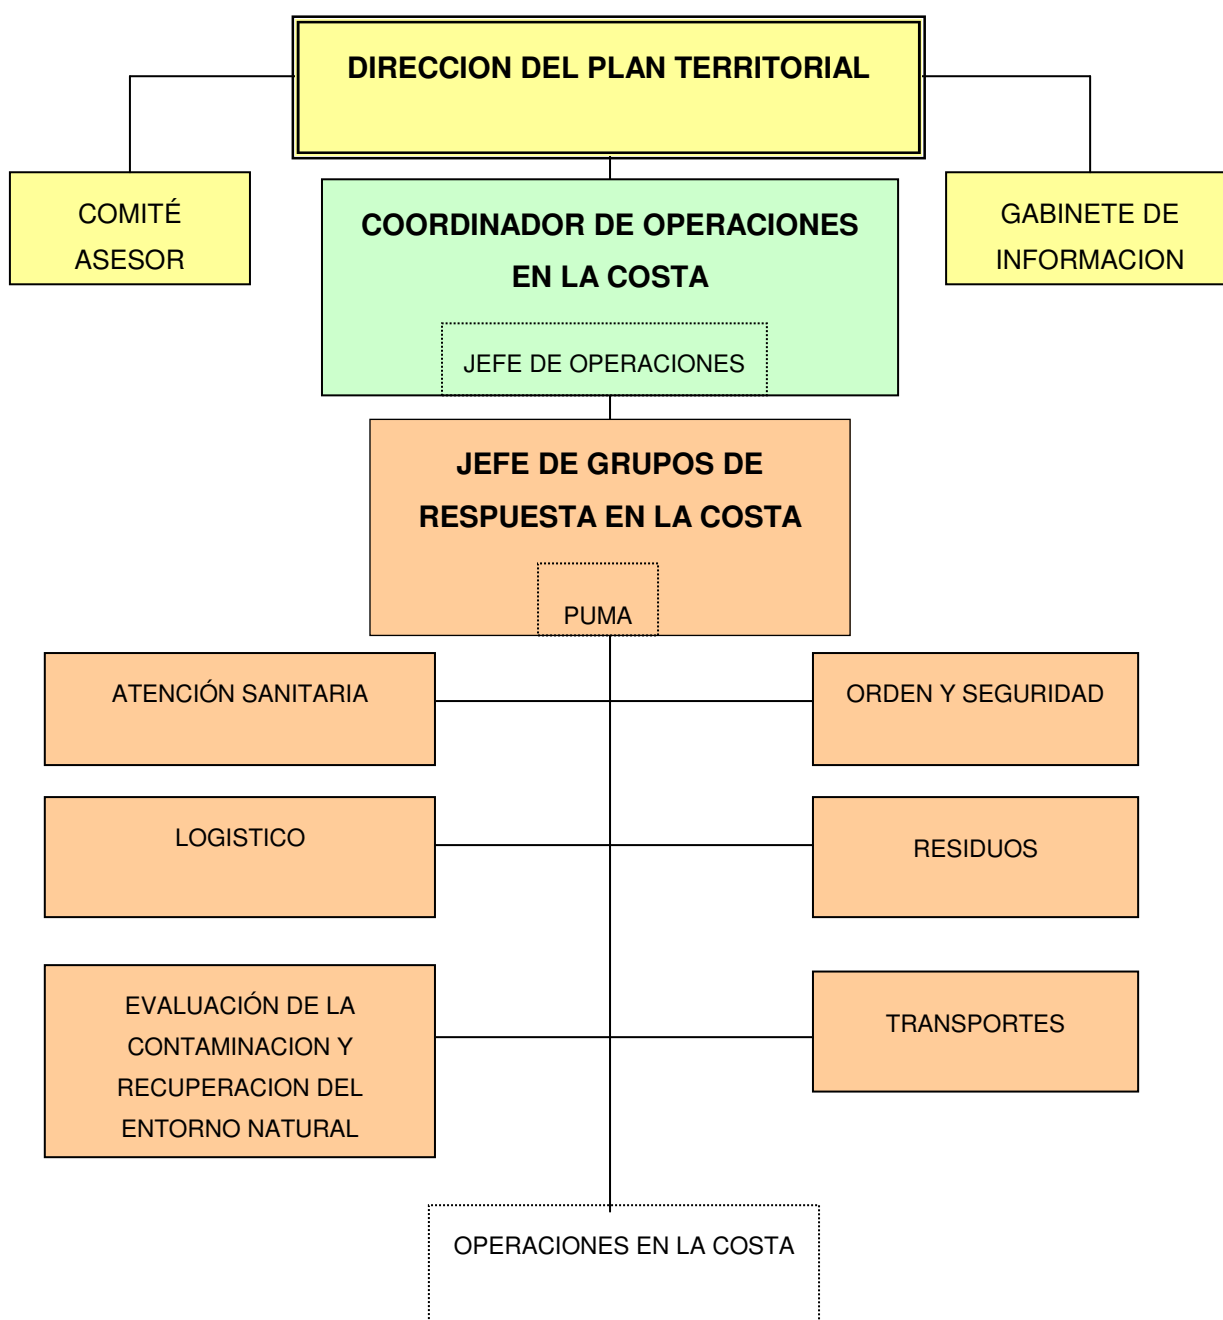 DIRECCION DEL PLAN TERRITORIAL
COMITÉ
ASESOR
COORDINADOR DE OPERACIONES
EN LA COSTA
JEFE DE OPERACIONES
GABINETE DE
INFORMACION
JEFE DE GRUPOS DE
RESPUESTA EN LA COSTA
PUMA
ATENCIÓN SANITARIA
ORDEN Y SEGURIDAD
LOGISTICO
RESIDUOS
EVALUACIÓN DE LA
CONTAMINACION Y
RECUPERACION DEL
ENTORNO NATURAL
TRANSPORTES
OPERACIONES EN LA COSTA